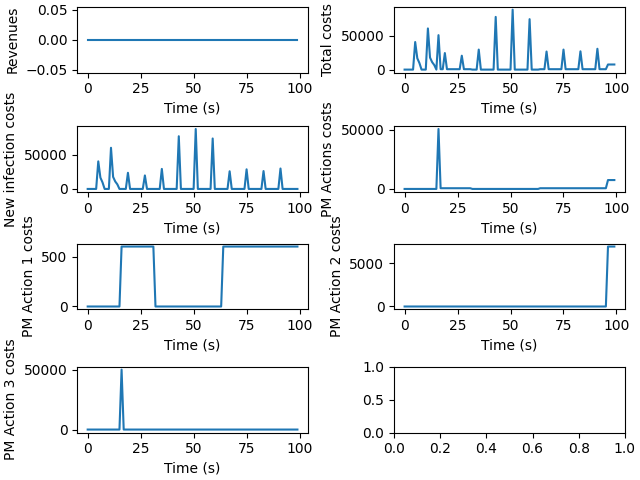 Revenues
0.05
0.00
−0.05
0 25 50 75 100
Time (s)
Total costs
50000
0
0 25 50 75 100
Time (s)
New infection costs
50000
0
0 25 50 75 100
Time (s)
PM Actions costs
50000
0
0 25 50 75 100
Time (s)
PM Action 1 costs
500
0
0 25 50 75 100
Time (s)
PM Action 2 costs
5000
0
0 25 50 75 100
Time (s)
PM Action 3 costs
50000
0
0 25 50 75 100
Time (s)
1.0
0.5
0.0
0.0 0.2 0.4 0.6 0.8 1.0